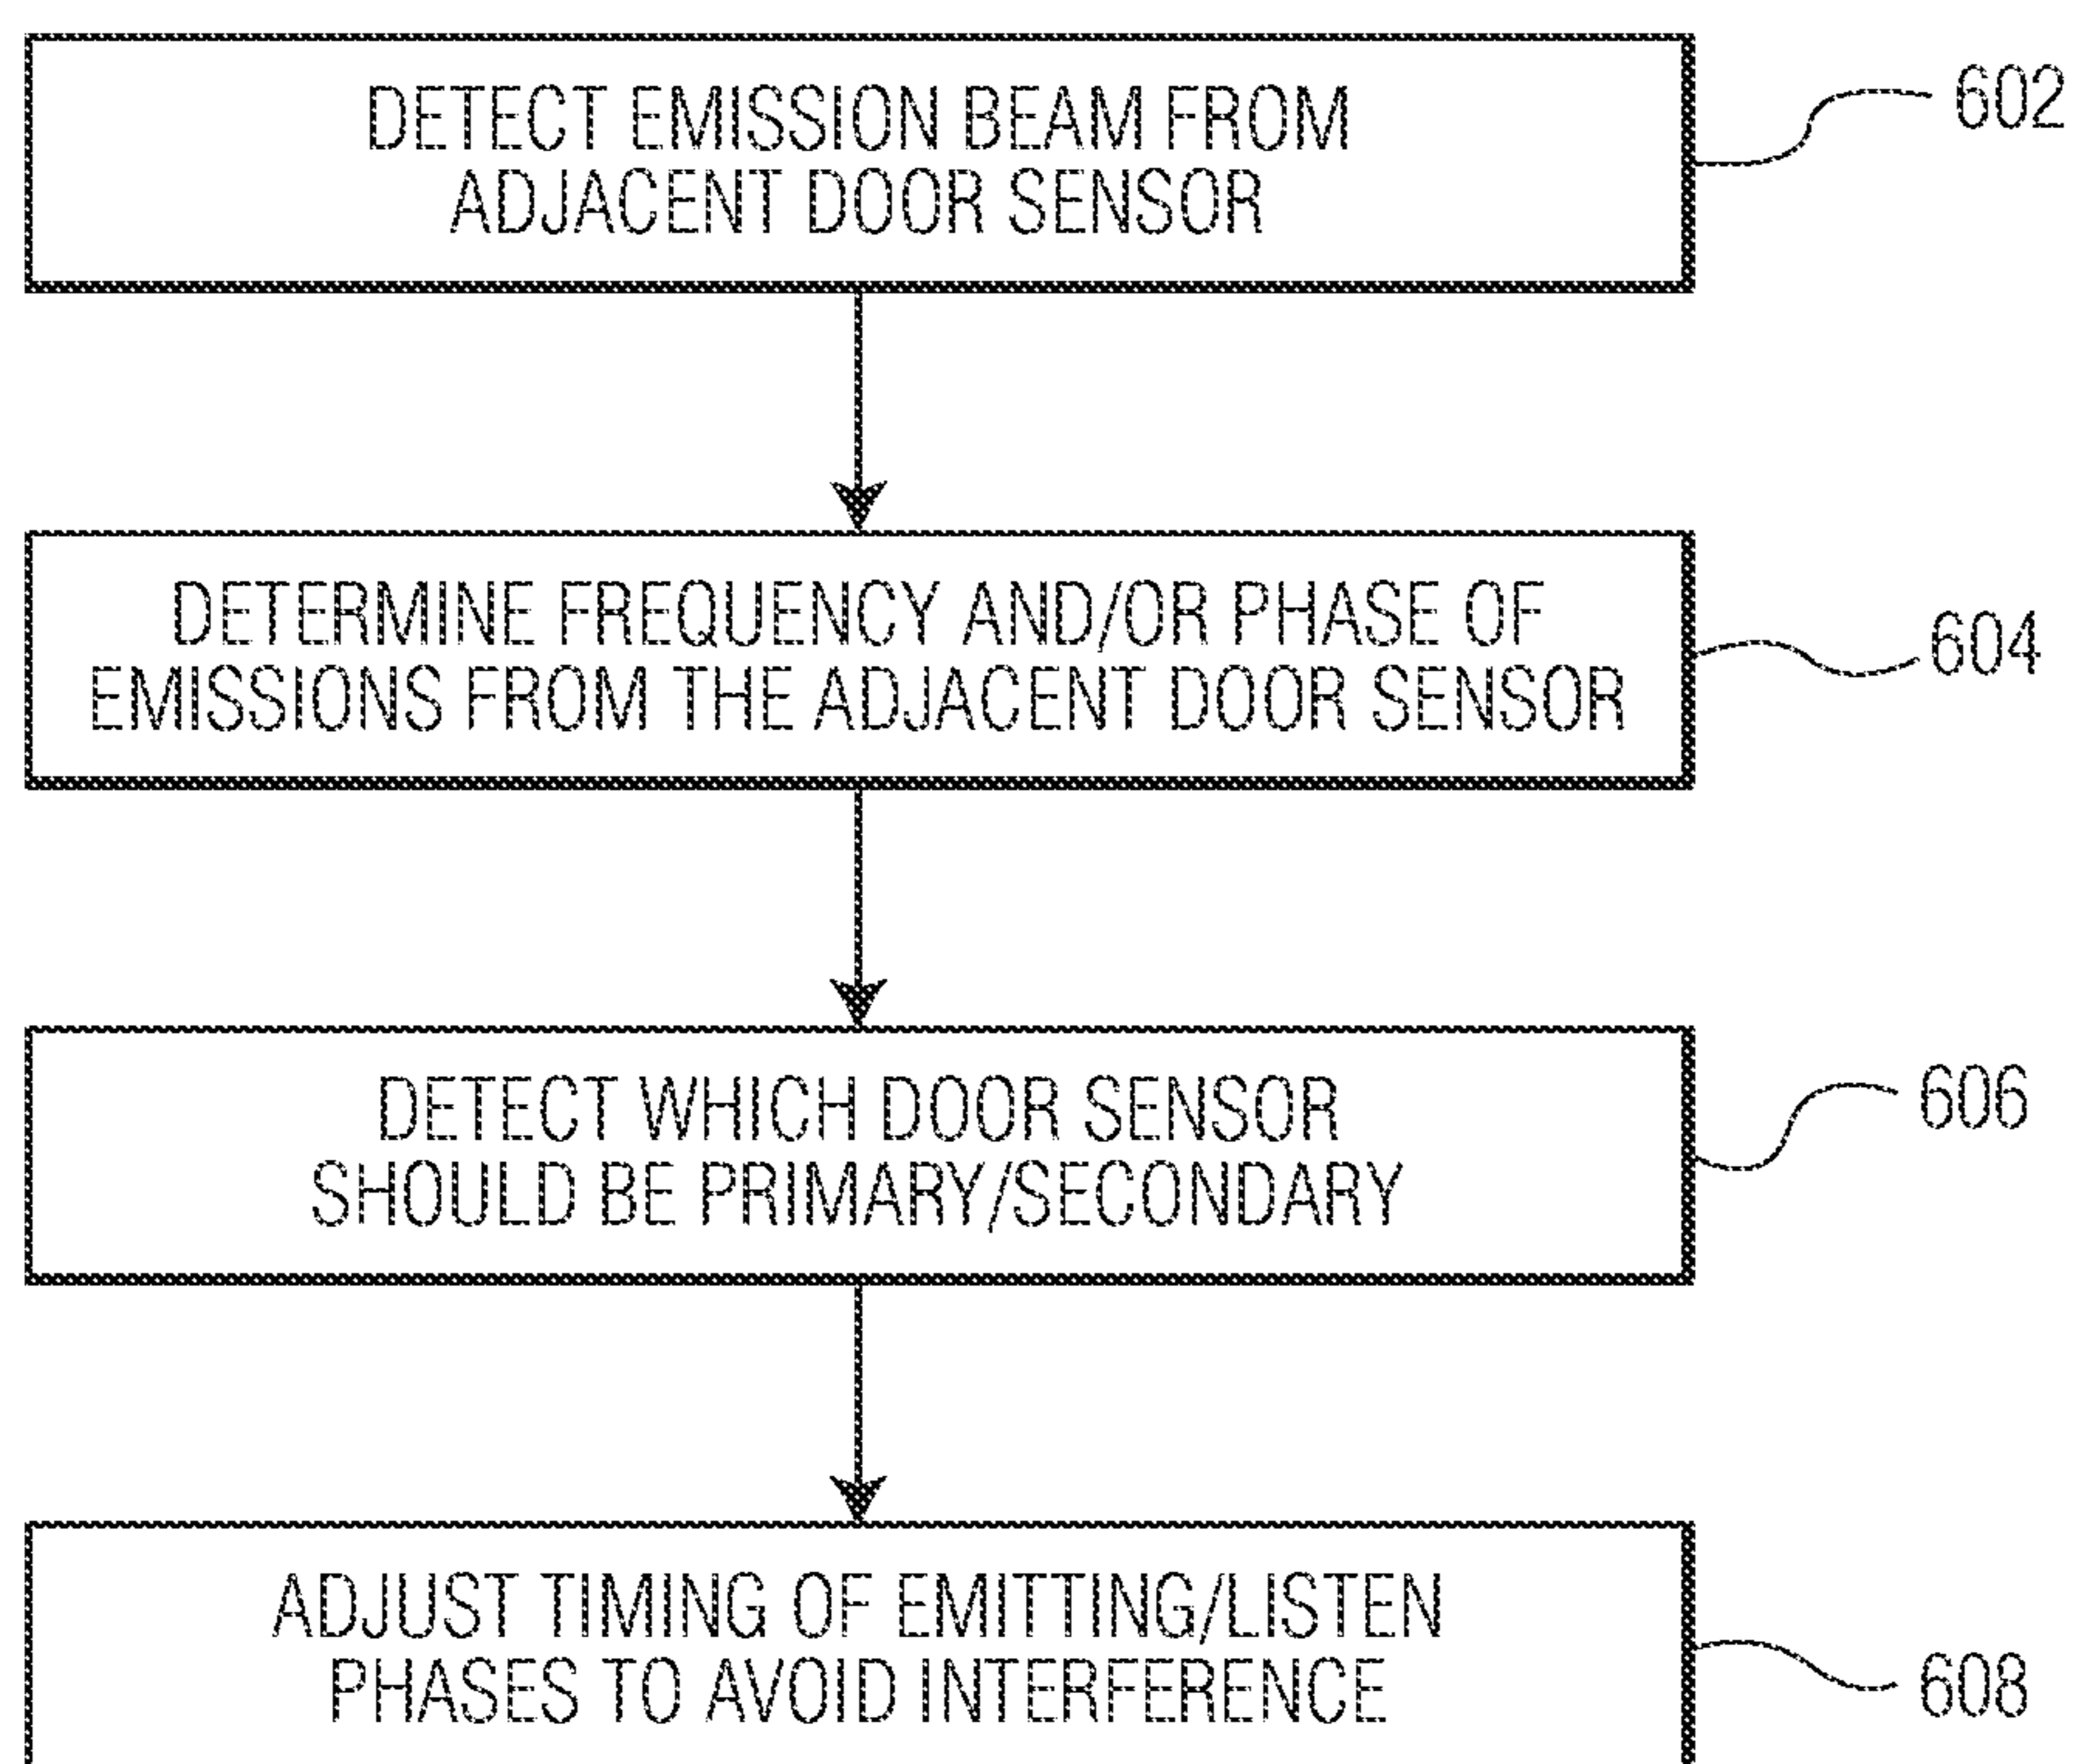 DETECT EMISSION BEAM FROM
ADJACENT DOOR SENSOR
602
DETERMINE FREQUENCY AND/OR PHASE OF
EMISSIONS FROM THE ADJACENT DOOR SENSOR
604
DETECT WHICH DOOR SENSOR
SHOULD BE PRIMARY/SECONDARY
606
ADJUST TIMING OF EMITTING/LISTEN
PHASES TO AVOID INTERFERENCE
608